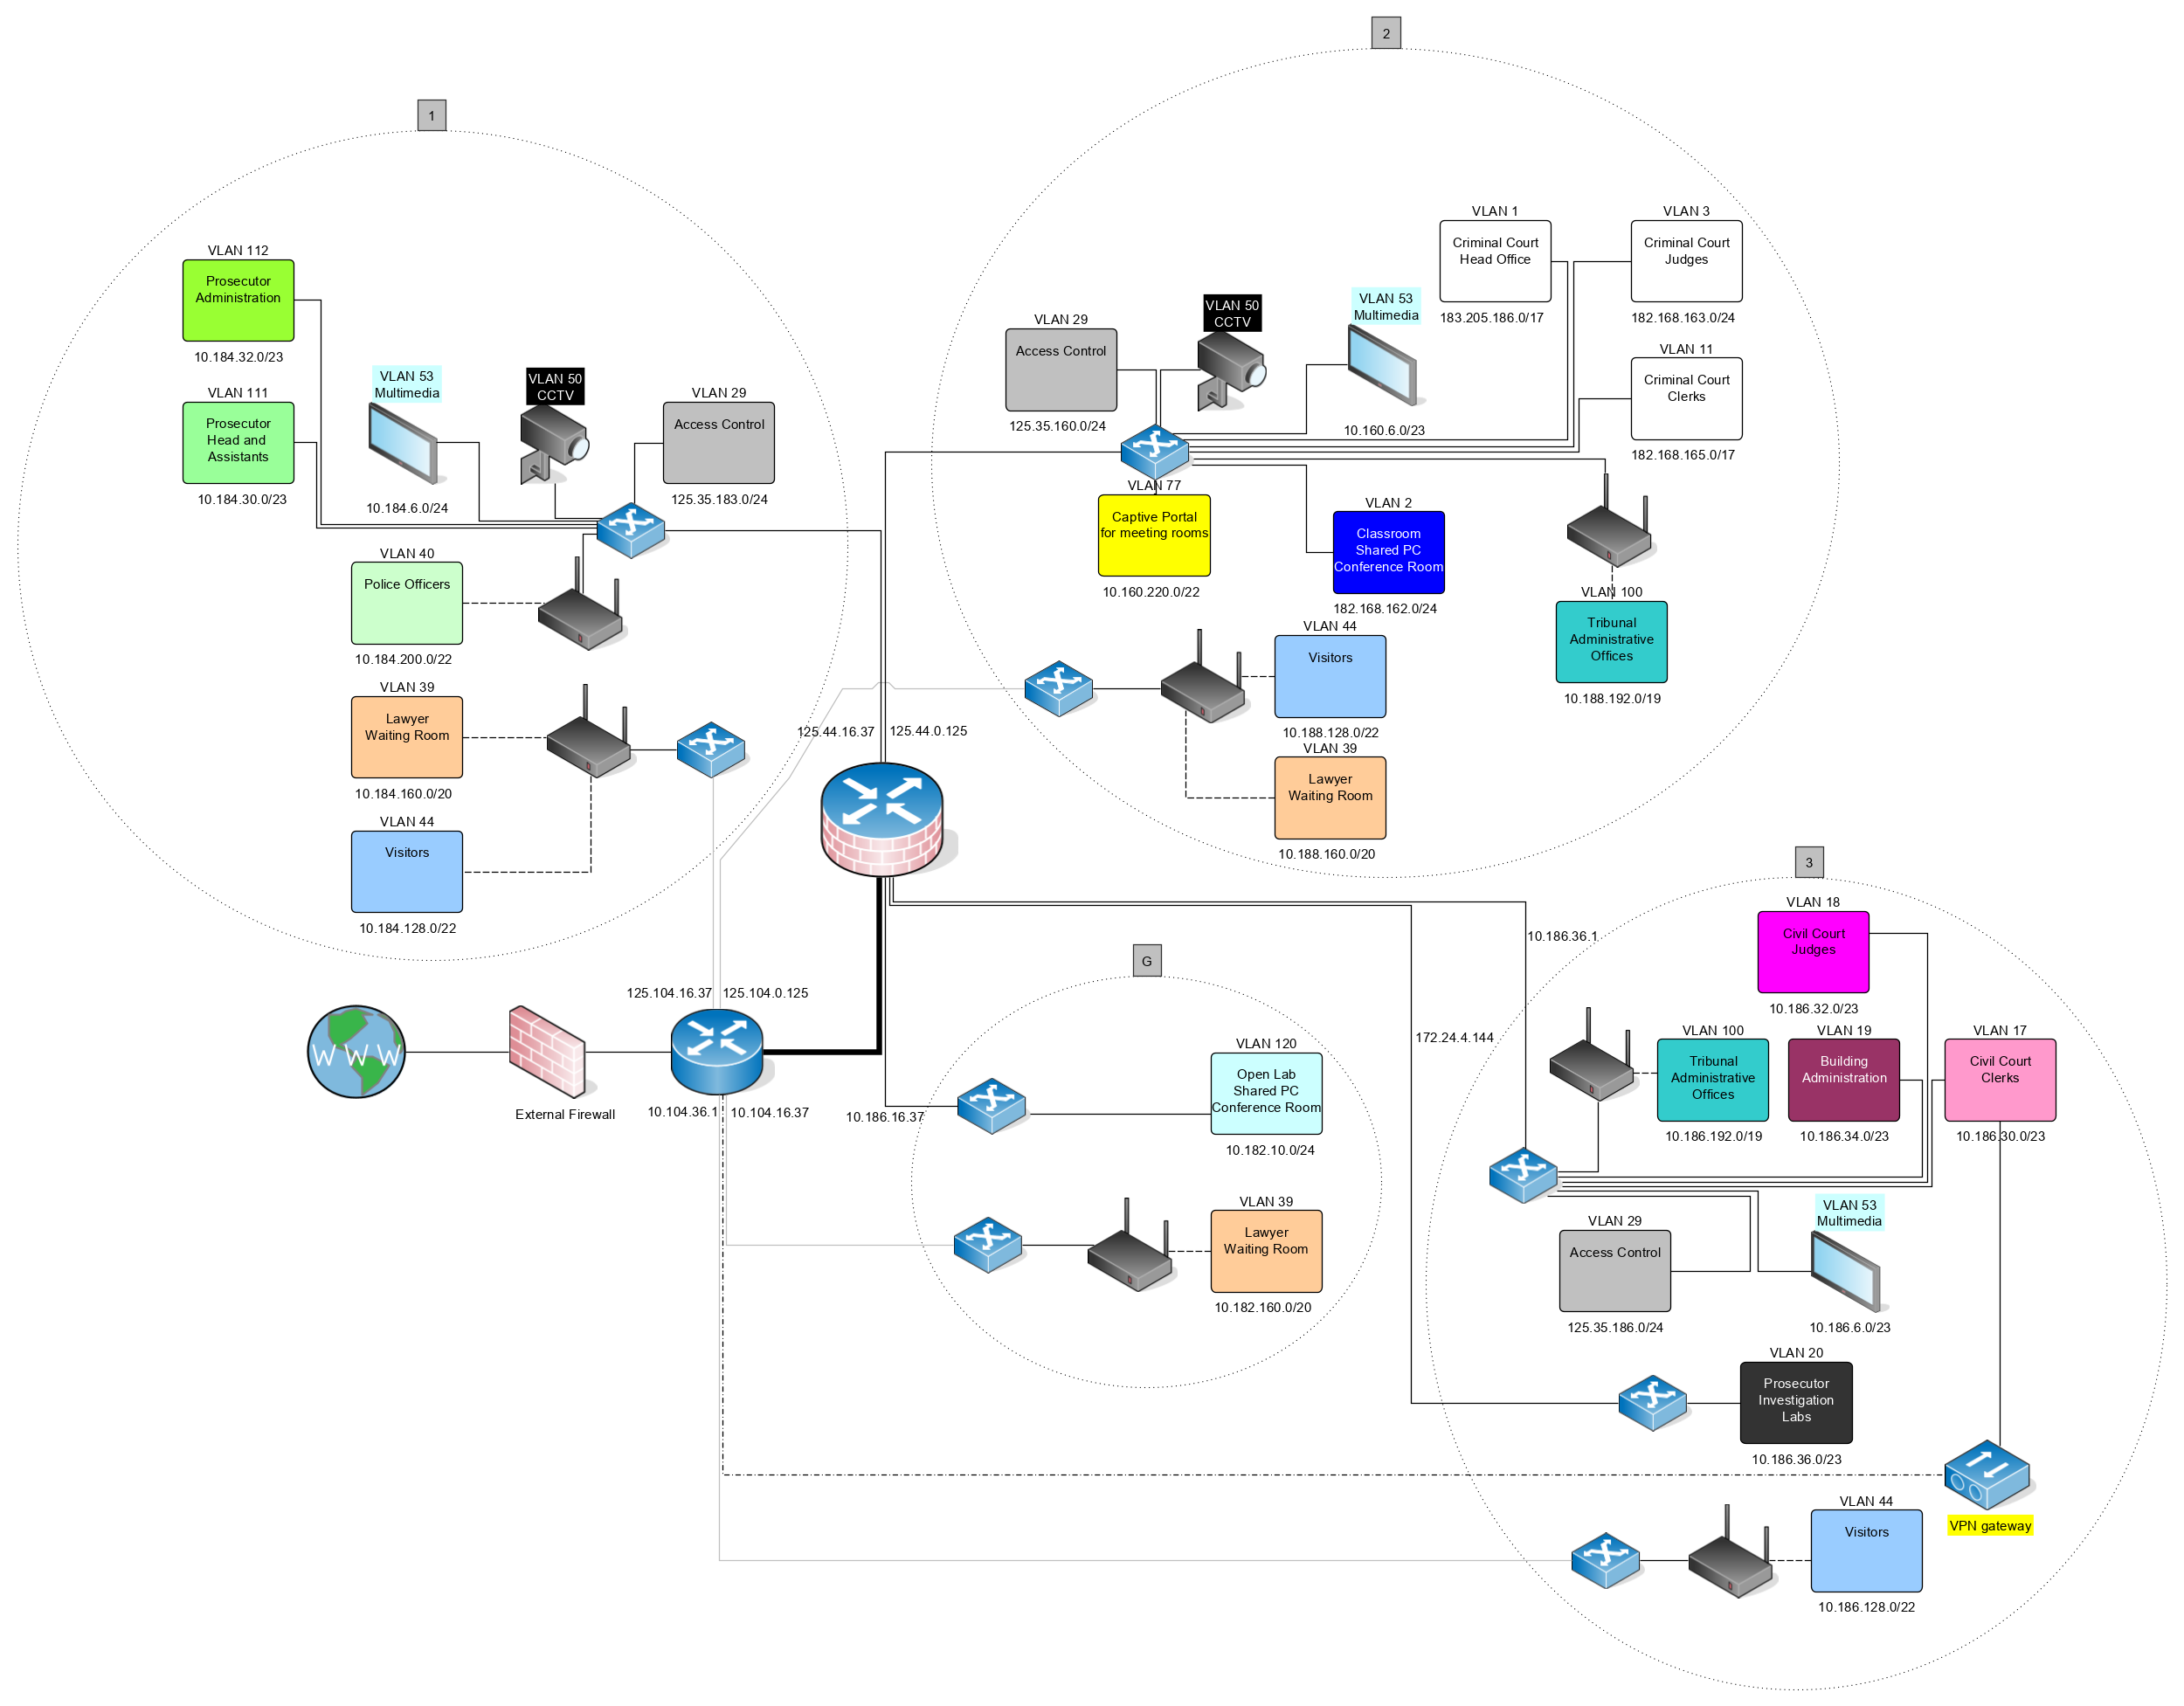 2
1
VLAN 112
Prosecutor
Administration
10.184.32.0/23
VLAN 111
Prosecutor
Head and
Assistants
10.184.30.0/23
VLAN 53
Multimedia
10.184.6.0/24
VLAN 50
CCTV
VLAN 29
Access Control
125.35.183.0/24
VLAN 40
Police Officers
10.184.200.0/22
VLAN 39
Lawyer
Waiting Room
10.184.160.0/20
VLAN 44
Visitors
10.184.128.0/22
VLAN 1
Criminal Court
Head Office
183.205.186.0/17
VLAN 3
Criminal Court
Judges
182.168.163.0/24
VLAN 11
Criminal Court
Clerks
182.168.165.0/17
VLAN 29
Access Control
125.35.160.0/24
VLAN 50
CCTV
VLAN 53
Multimedia
10.160.6.0/23
VLAN 77
Captive Portal
for meeting rooms
10.160.220.0/22
VLAN 2
Classroom
Shared PC
Conference Room
182.168.162.0/24
VLAN 100
Tribunal
Administrative
Offices
10.188.192.0/19
VLAN 44
Visitors
10.188.128.0/22
VLAN 39
Lawyer
Waiting Room
10.188.160.0/20
125.44.16.37
125.44.0.125
125.104.16.37
125.104.0.125
External Firewall
10.104.36.1
10.104.16.37
10.186.16.37
10.186.36.1
172.24.4.144
G
VLAN 120
Open Lab
Shared PC
Conference Room
10.182.10.0/24
VLAN 39
Lawyer
Waiting Room
10.182.160.0/20
3
VLAN 18
Civil Court
Judges
10.186.32.0/23
VLAN 100
Tribunal
Administrative
Offices
10.186.192.0/19
VLAN 19
Building
Administration
10.186.34.0/23
VLAN 17
Civil Court
Clerks
10.186.30.0/23
VLAN 29
Access Control
125.35.186.0/24
VLAN 53
Multimedia
10.186.6.0/23
VLAN 20
Prosecutor
Investigation
Labs
10.186.36.0/23
VPN gateway
VLAN 44
Visitors
10.186.128.0/22
WWW